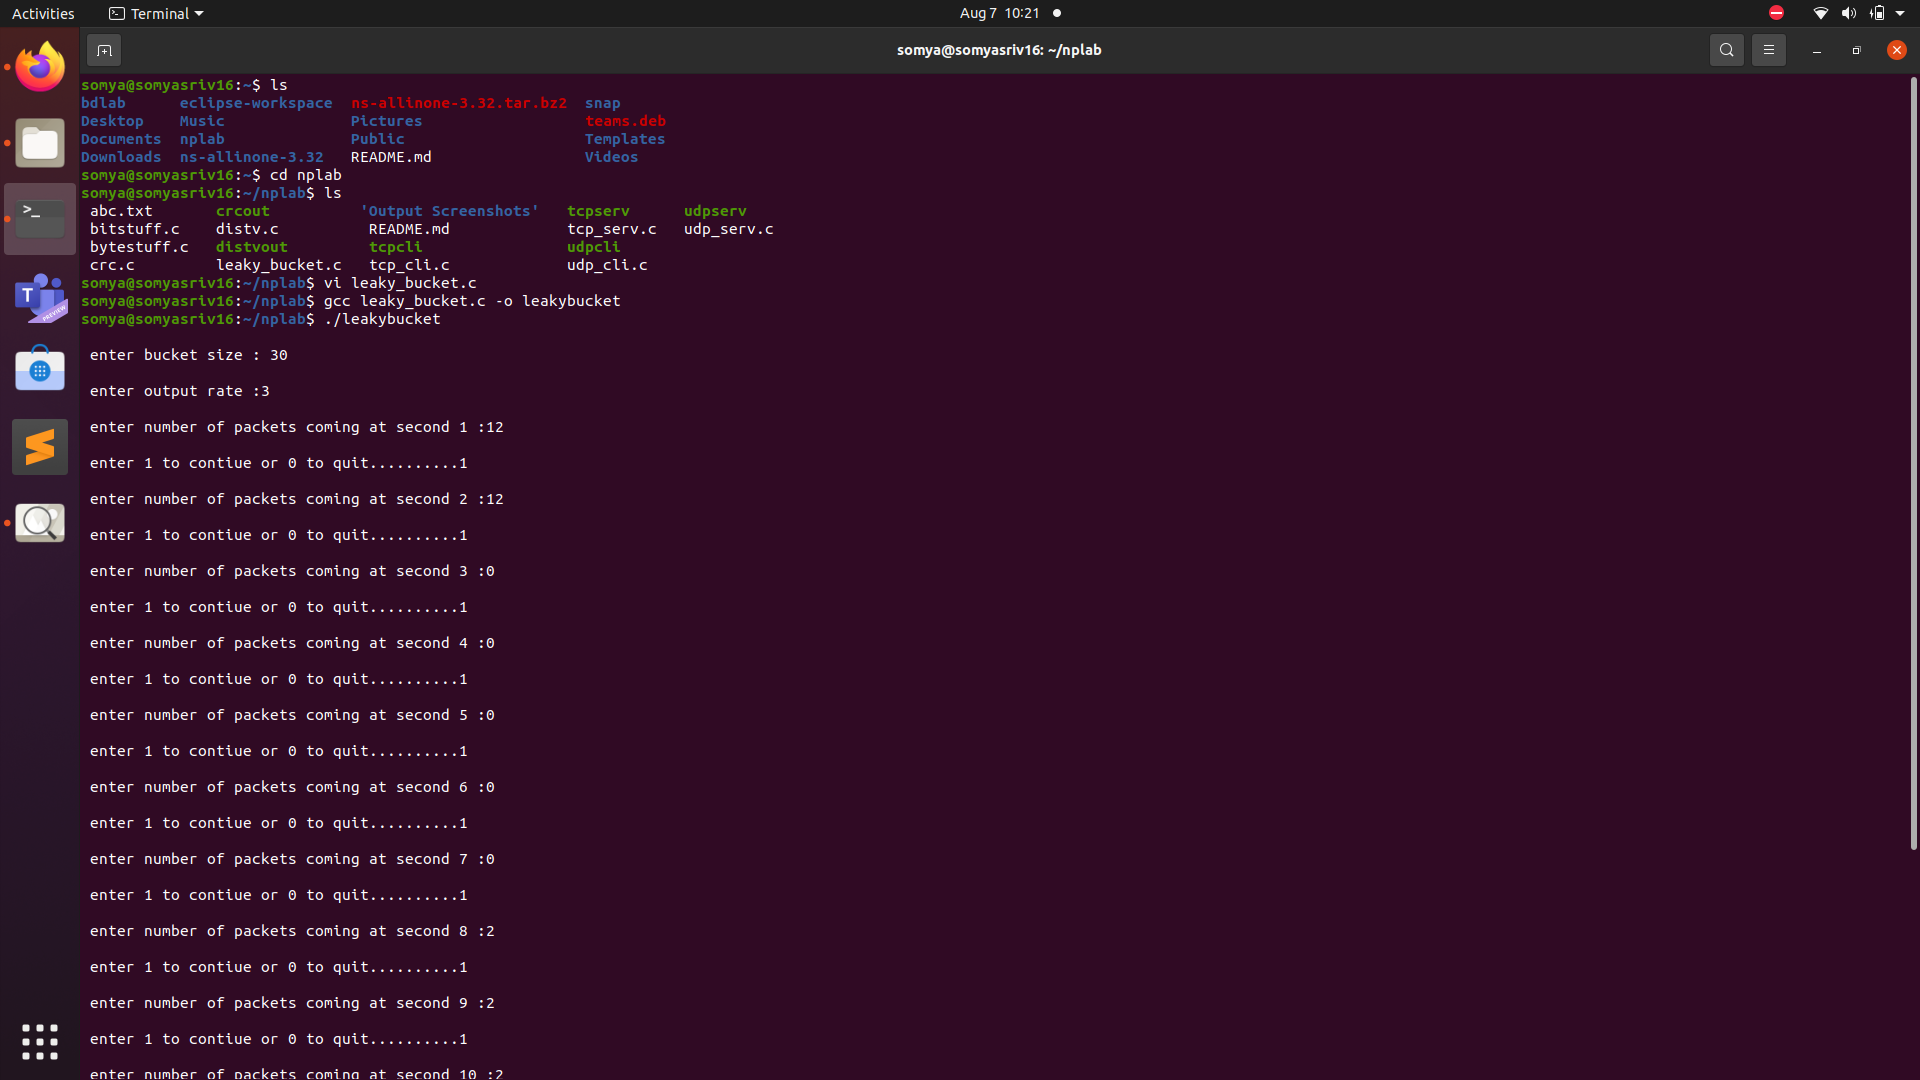 Activities Terminal Aug 7 10:21
somya@somyasriv16: ~/nplab
somya@somyasriv16:~$ ls
bdlab eclipse-workspace ns-allinone-3.32.tar.bz2 snap
Desktop Music Pictures teams.deb
Documents nplab Public Templates
Downloads ns-allinone-3.32 README.md Videos
somya@somyasriv16:~$ cd nplab
somya@somyasriv16:~/nplab$ ls
abc.txt crcout 'Output Screenshots' tcpserv udpserv
bitstuff.c distv.c README.md tcp_serv.c udp_serv.c
bytestuff.c distvout tcpcli udpcli
crc.c leaky_bucket.c tcp_cli.c udp_cli.c
somya@somyasriv16:~/nplab$ vi leaky_bucket.c
somya@somyasriv16:~/nplab$ gcc leaky_bucket.c -o leakybucket
somya@somyasriv16:~/nplab$ ./leakybucket
enter bucket size : 30
enter output rate :3
enter number of packets coming at second 1 :12
enter 1 to contiue or 0 to quit..........1
enter number of packets coming at second 2 :12
enter 1 to contiue or 0 to quit..........1
enter number of packets coming at second 3 :0
enter 1 to contiue or 0 to quit..........1
enter number of packets coming at second 4 :0
enter 1 to contiue or 0 to quit..........1
enter number of packets coming at second 5 :0
enter 1 to contiue or 0 to quit..........1
enter number of packets coming at second 6 :0
enter 1 to contiue or 0 to quit..........1
enter number of packets coming at second 7 :0
enter 1 to contiue or 0 to quit..........1
enter number of packets coming at second 8 :2
enter 1 to contiue or 0 to quit..........1
enter number of packets coming at second 9 :2
enter 1 to contiue or 0 to quit..........1
enter number of packets coming at second 10 :2
>_
T
PREVIEW